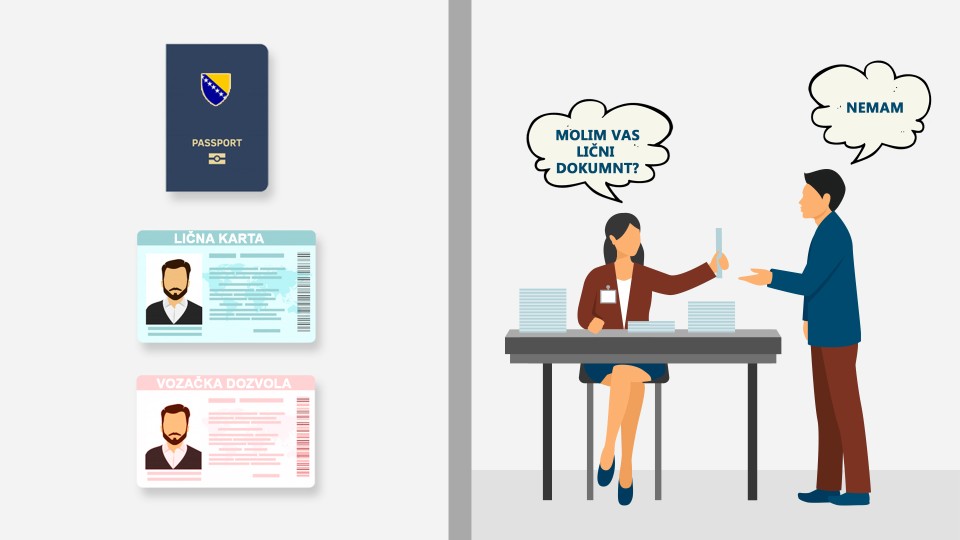 PASSPORT
LIČNA KARTA
VOZAČKA DOZVOLA
MOLIM VAS
LIČNI
DOKUMNT?
NEMAM